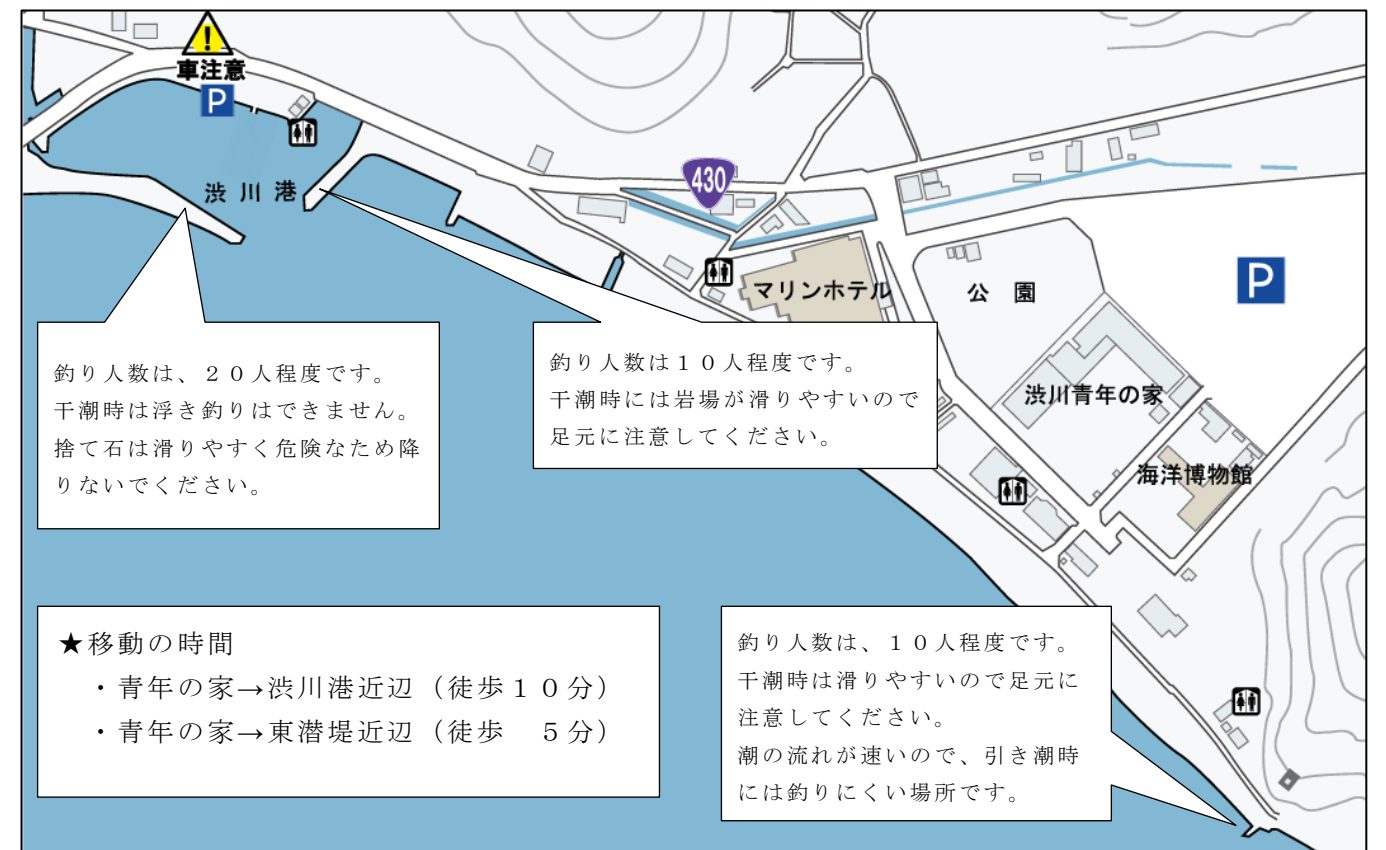 車注意
P
渋川港
430
マリンホテル
公園
P
渋川青年の家
海洋博物館
釣り人数は、２０人程度です。
干潮時は浮き釣りはできません。
捨て石は滑りやすく危険なため降
りないでください。
釣り人数は１０人程度です。
干潮時には岩場が滑りやすいので
足元に注意してください。
★移動の時間
・青年の家→渋川港近辺（徒歩１０分）
・青年の家→東潜堤近辺（徒歩　５分）
釣り人数は、１０人程度です。
干潮時は滑りやすいので足元に
注意してください。
潮の流れが速いので、引き潮時
には釣りにくい場所です。